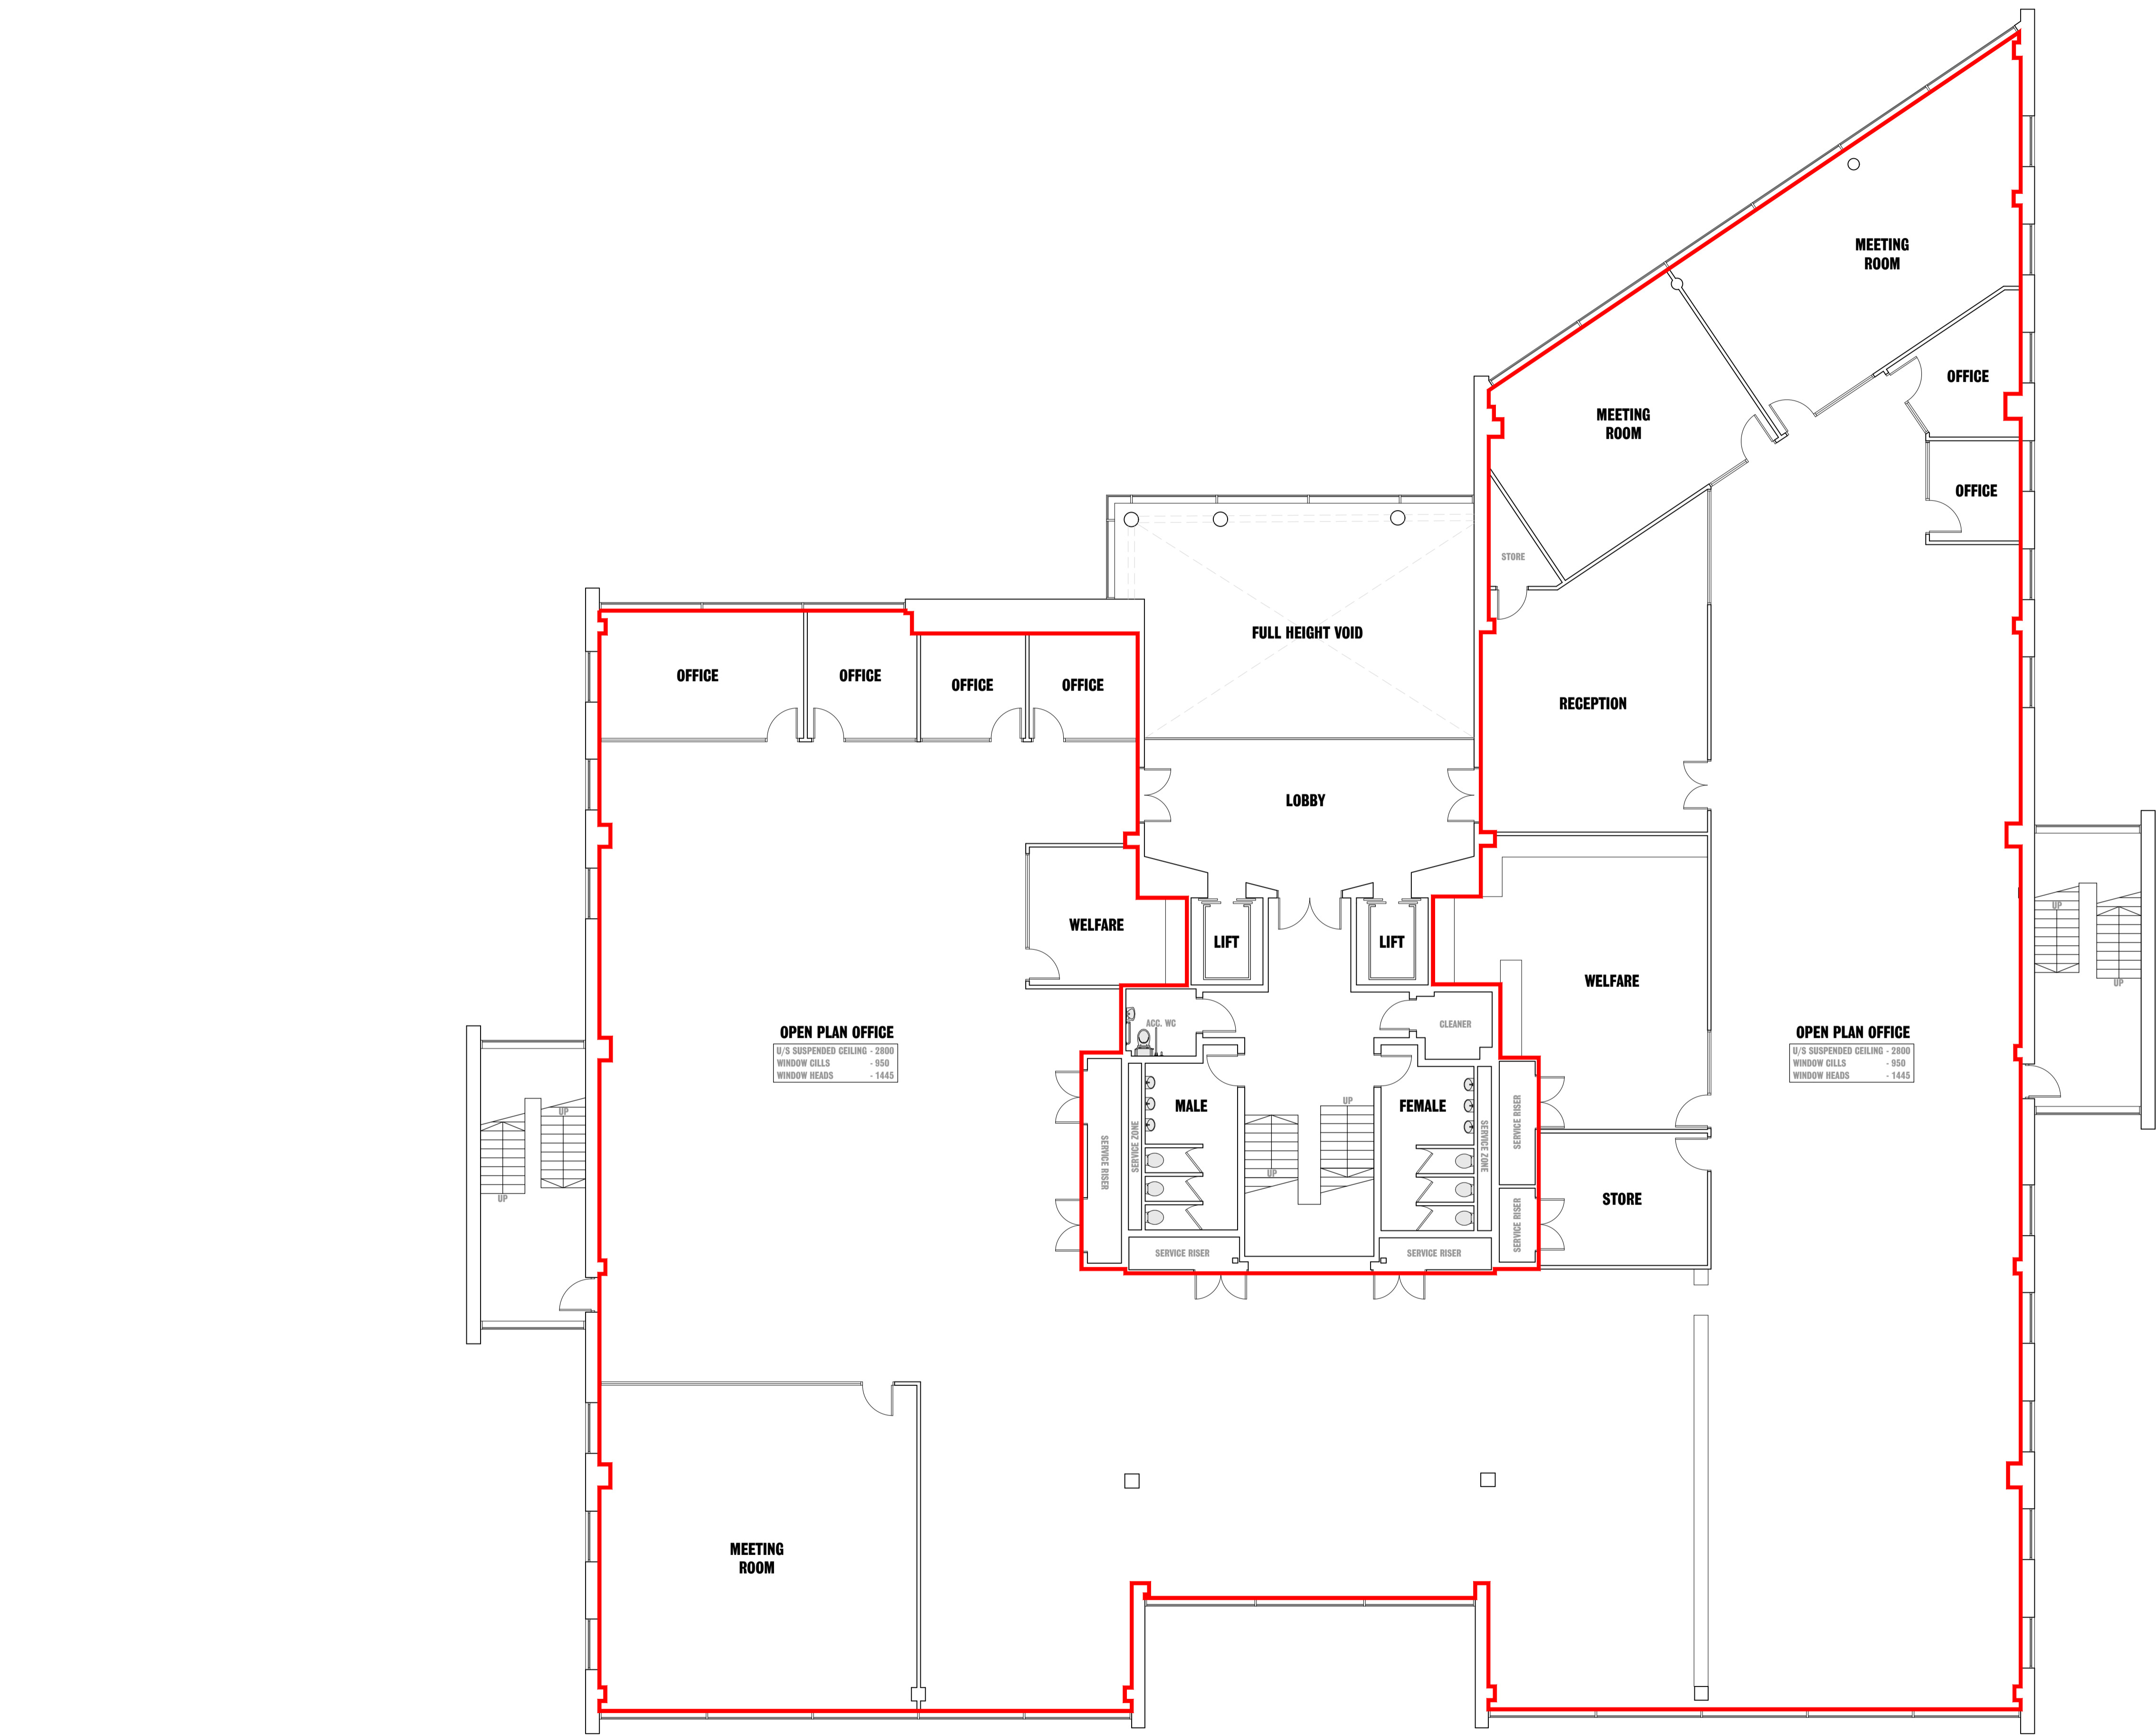 MEETING
ROOM
OFFICE
MEETING
ROOM
OFFICE
STORE
FULL HEIGHT VOID
OFFICE
OFFICE
OFFICE
OFFICE
RECEPTION
LOBBY
UP
WELFARE
LIFT
LIFT
WELFARE
UP
ACC. WC
CLEANER
OPEN PLAN OFFICE
U/S SUSPENDED CEILING - 2800
WINDOW CILLS - 950
WINDOW HEADS - 1445
OPEN PLAN OFFICE
U/S SUSPENDED CEILING - 2800
WINDOW CILLS - 950
WINDOW HEADS - 1445
UP
UP
MALE
UP
FEMALE
SERVICE RISER
SERVICE ZONE
SERVICE ZONE
SERVICE RISER
UP
STORE
SERVICE RISER
SERVICE RISER
SERVICE RISER
MEETING
ROOM